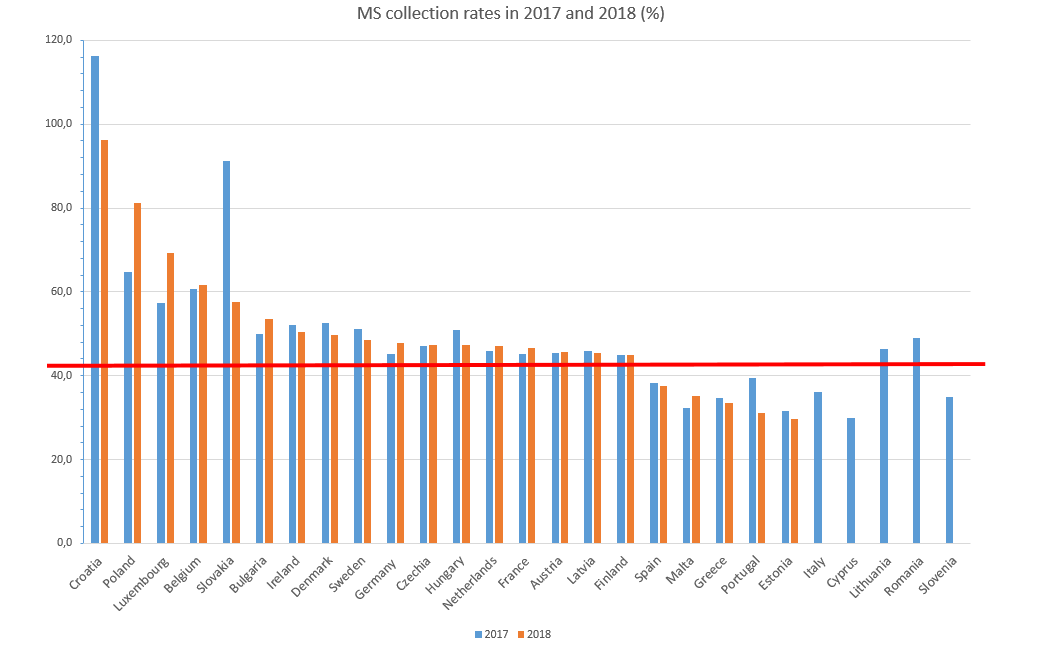 MS collection rates in 2017 and 2018 (%)
120,0
100,0
80,0
60,0
40,0
20,0
0,0
Croatia
Poland
Luxembourg
Belgium
Slovakia
Bulgaria
Ireland
Denmark
Sweden
Germany
Czechia
Hungary
Netherlands
France
Austria
Latvia
Finland
Spain
Malta
Greece
Portugal
Estonia
Italy
Cyprus
Lithuania
Romania
Slovenia
2017 2018